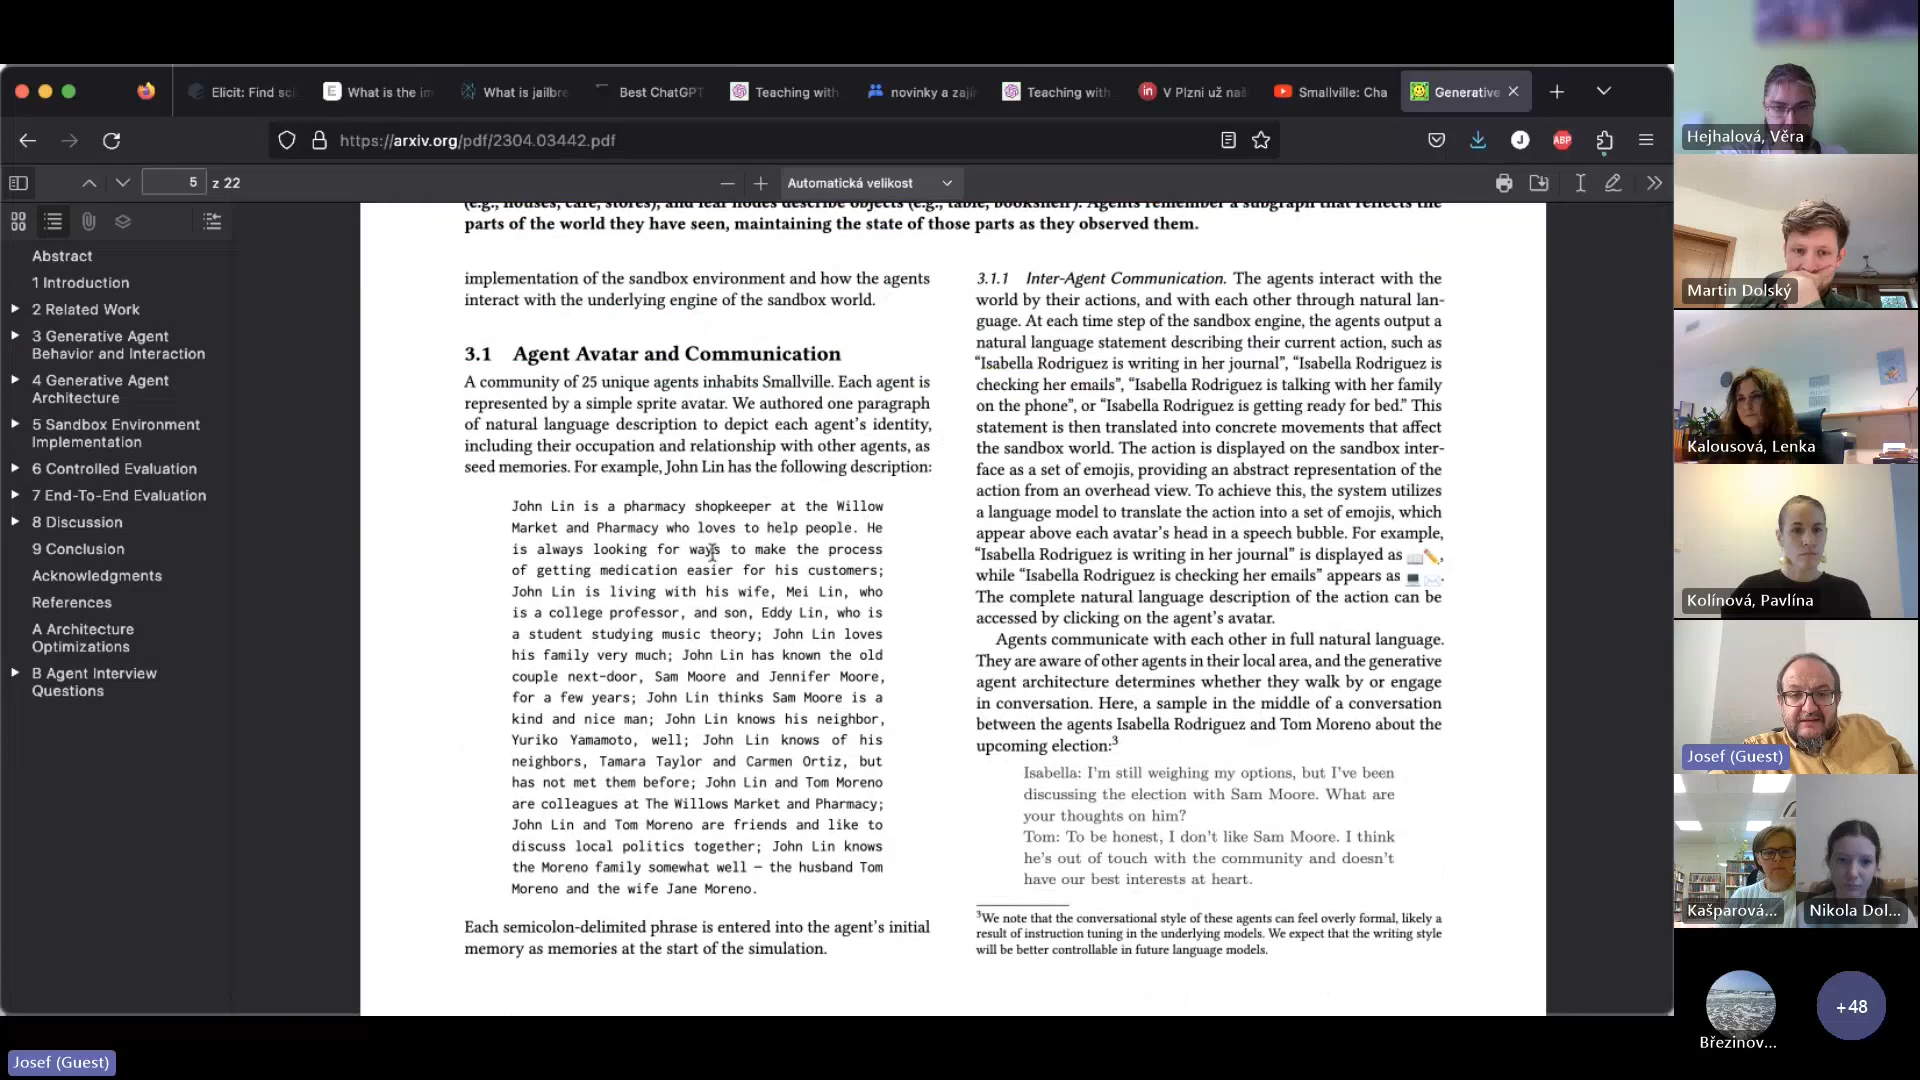 Elicit: Find sci
What is the im
What is jailbre
Best ChatGPT
Teaching with
novinky a zají
Teaching with
V Plzni už naš
Smallville: Cha
Generative
https://arxiv.org/pdf/2304.03442.pdf
ABP
J
5 z 22
Automatická velikost
Abstract
1 Introduction
2 Related Work
3 Generative Agent
Behavior and Interaction
4 Generative Agent
Architecture
5 Sandbox Environment
Implementation
6 Controlled Evaluation
7 End-To-End Evaluation
8 Discussion
9 Conclusion
Acknowledgments
References
A Architecture
Optimizations
B Agent Interview
Questions
(e.g., houses, cafe, stores), and leaf nodes describe objects (e.g., table, bookshelf). Agents remember a subgraph that reflects the
parts of the world they have seen, maintaining the state of those parts as they observed them.
implementation of the sandbox environment and how the agents
interact with the underlying engine of the sandbox world.
3.1 Agent Avatar and Communication
A community of 25 unique agents inhabits Smallville. Each agent is
represented by a simple sprite avatar. We authored one paragraph
of natural language description to depict each agent's identity,
including their occupation and relationship with other agents, as
seed memories. For example, John Lin has the following description:
John Lin is a pharmacy shopkeeper at the Willow
Market and Pharmacy who loves to help people. He
is always looking for ways to make the process
of getting medication easier for his customers;
John Lin is living with his wife, Mei Lin, who
is a college professor, and son, Eddy Lin, who is
a student studying music theory; John Lin loves
his family very much; John Lin has known the old
couple next-door, Sam Moore and Jennifer Moore,
for a few years; John Lin thinks Sam Moore is a
kind and nice man; John Lin knows his neighbor,
Yuriko Yamamoto, well; John Lin knows of his
neighbors, Tamara Taylor and Carmen Ortiz, but
has not met them before; John Lin and Tom Moreno
are colleagues at The Willows Market and Pharmacy;
John Lin and Tom Moreno are friends and like to
discuss local politics together; John Lin knows
the Moreno family somewhat well — the husband Tom
Moreno and the wife Jane Moreno.
Each semicolon-delimited phrase is entered into the agent's initial
memory as memories at the start of the simulation.
3.1.1 Inter-Agent Communication. The agents interact with the
world by their actions, and with each other through natural lan-
guage. At each time step of the sandbox engine, the agents output a
natural language statement describing their current action, such as
"Isabella Rodriguez is writing in her journal", "Isabella Rodriguez is
checking her emails", "Isabella Rodriguez is talking with her family
on the phone", or "Isabella Rodriguez is getting ready for bed." This
statement is then translated into concrete movements that affect
the sandbox world. The action is displayed on the sandbox inter-
face as a set of emojis, providing an abstract representation of the
action from an overhead view. To achieve this, the system utilizes
a language model to translate the action into a set of emojis, which
appear above each avatar's head in a speech bubble. For example,
"Isabella Rodriguez is writing in her journal" is displayed as 📖✏️,
while "Isabella Rodriguez is checking her emails" appears as 💻✉️.
The complete natural language description of the action can be
accessed by clicking on the agent's avatar.
Agents communicate with each other in full natural language.
They are aware of other agents in their local area, and the generative
agent architecture determines whether they walk by or engage
in conversation. Here, a sample in the middle of a conversation
between the agents Isabella Rodriguez and Tom Moreno about the
upcoming election:3
Isabella: I'm still weighing my options, but I've been
discussing the election with Sam Moore. What are
your thoughts on him?
Tom: To be honest, I don't like Sam Moore. I think
he's out of touch with the community and doesn't
have our best interests at heart.
3We note that the conversational style of these agents can feel overly formal, likely a
result of instruction tuning in the underlying models. We expect that the writing style
will be better controllable in future language models.
Hejhalová, Věra
Martin Dolský
Kalousová, Lenka
Kolínová, Pavlína
Josef (Guest)
Kašparová...
Nikola Dol...
Březinov...
+48
Josef (Guest)